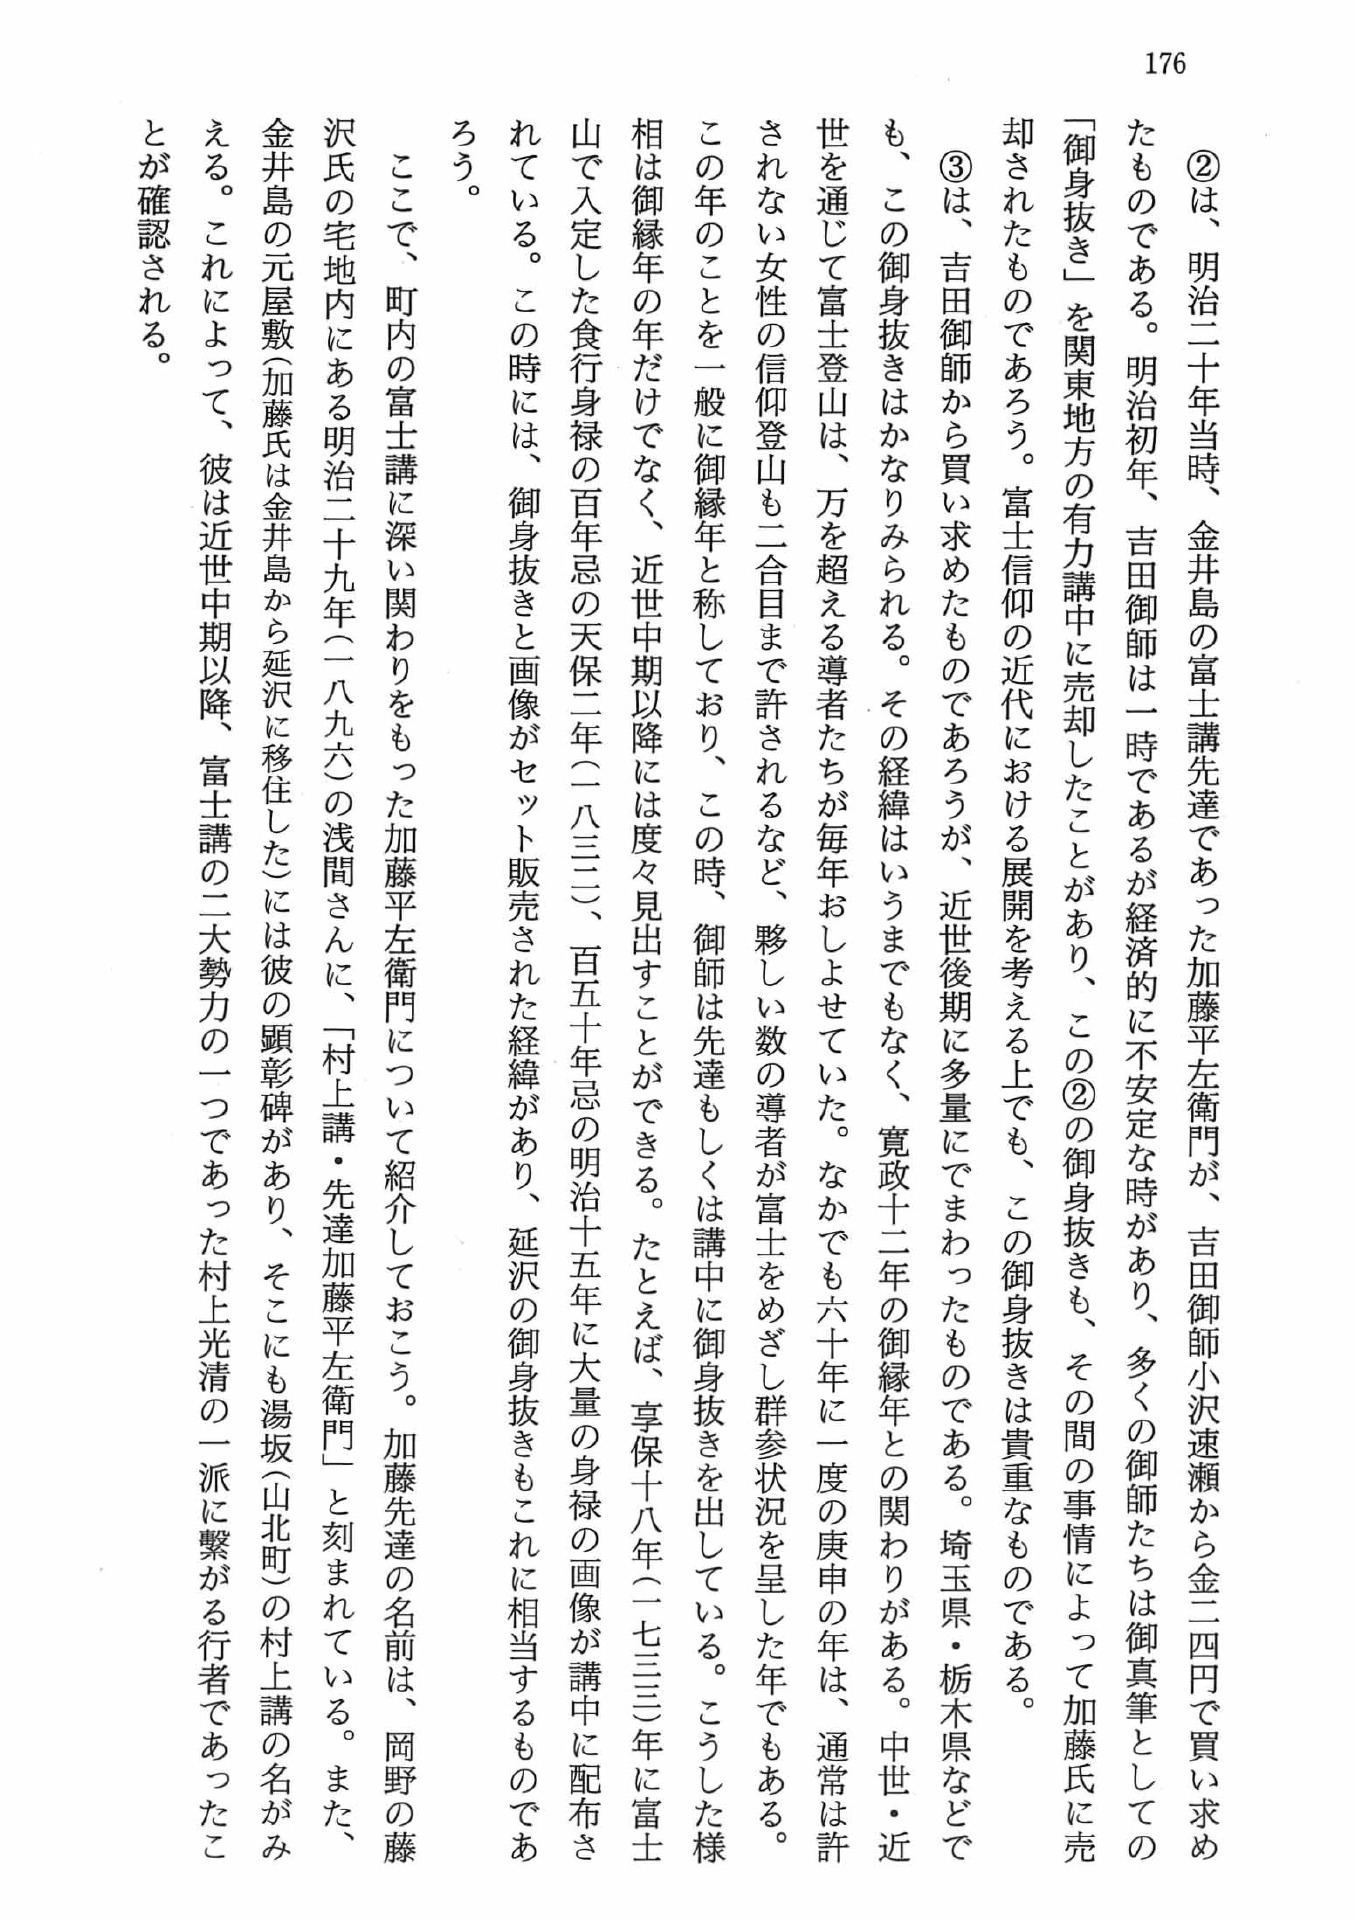 176
②は、明治二十年当時、金井島の富士講先達であった加藤平左衛門が、吉田御師小沢速瀬から金二四円で買い求め
たものである。明治初年、吉田御師は一時であるが経済的に不安定な時があり、多くの御師たちは御真筆としての
「御身抜き」を関東地方の有力講中に売却したことがあり、この②の御身抜きも、その間の事情によって加藤氏に売
却されたものであろう。富士信仰の近代における展開を考える上でも、この御身抜きは貴重なものである。
③は、吉田御師から買い求めたものであろうが、近世後期に多量にでまわったものである。埼玉県・栃木県などで
も、この御身抜きはかなりみられる。その経緯はいうまでもなく、寛政十二年の御縁年との関わりがある。中世・近
世を通じて富士登山は、万を超える導者たちが毎年おしよせていた。なかでも六十年に一度の庚申の年は、通常は許
されない女性の信仰登山も二合目まで許されるなど、夥しい数の導者が富士をめざし群参状況を呈した年でもある。
この年のことを一般に御縁年と称しており、この時、御師は先達もしくは講中に御身抜きを出している。こうした様
相は御縁年の年だけでなく、近世中期以降には度々見出すことができる。たとえば、享保十八年(一七三三)年に富士
山で入定した食行身禄の百年忌の天保二年(一八三二)、百五十年忌の明治十五年に大量の身禄の画像が講中に配布さ
れている。この時には、御身抜きと画像がセット販売された経緯があり、延沢の御身抜きもこれに相当するものであ
ろう。
ここで、町内の富士講に深い関わりをもった加藤平左衛門について紹介しておこう。加藤先達の名前は、岡野の藤
沢氏の宅地内にある明治二十九年(一八九六)の浅間さんに、「村上講・先達加藤平左衛門」と刻まれている。また、
金井島の元屋敷(加藤氏は金井島から延沢に移住した)には彼の顕彰碑があり、そこにも湯坂(山北町)の村上講の名がみ
える。これによって、彼は近世中期以降、富士講の二大勢力の一つであった村上光清の一派に繋がる行者であったこ
とが確認される。